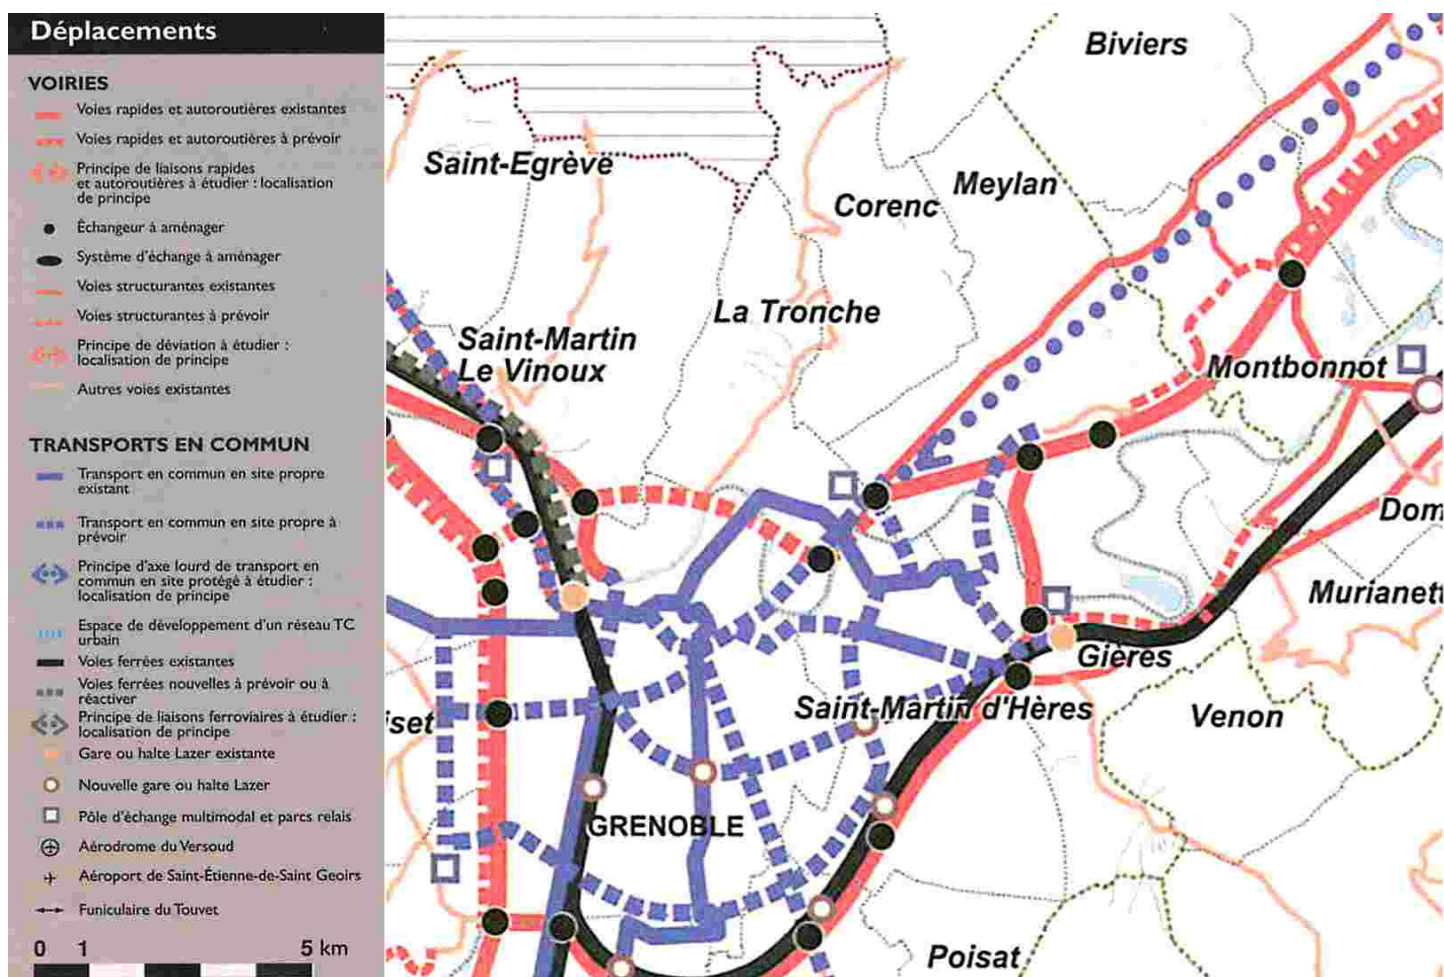 Déplacements
VOIRIES
Voies rapides et autoroutières existantes
Voies rapides et autoroutières à prévoir
Principe de liaisons rapides
et autoroutières à étudier : localisation
de principe
Échangeur à aménager
Système d'échange à aménager
Voies structurantes existantes
Voies structurantes à prévoir
Principe de déviation à étudier :
localisation de principe
Autres voies existantes
TRANSPORTS EN COMMUN
Transport en commun en site propre
existant
Transport en commun en site propre à
prévoir
Principe d'axe lourd de transport en
commun en site protégé à étudier :
localisation de principe
Espace de développement d'un réseau TC
urbain
Voies ferrées existantes
Voies ferrées nouvelles à prévoir ou à
réactiver
Principe de liaisons ferroviaires à étudier :
localisation de principe
Gare ou halte Lazer existante
Nouvelle gare ou halte Lazer
Pôle d'échange multimodal et parcs relais
Aérodrome du Versoud
Aéroport de Saint-Étienne-de-Saint Geoirs
Funiculaire du Touvet
0 1 5 km
Biviers
Saint-Egrève
Meylan
Corenc
La Tronche
Saint-Martin
Le Vinoux
Montbonnot
Dom
Murianett
Gières
Saint-Martin d'Hères
Venon
iset
GRENOBLE
Poisat